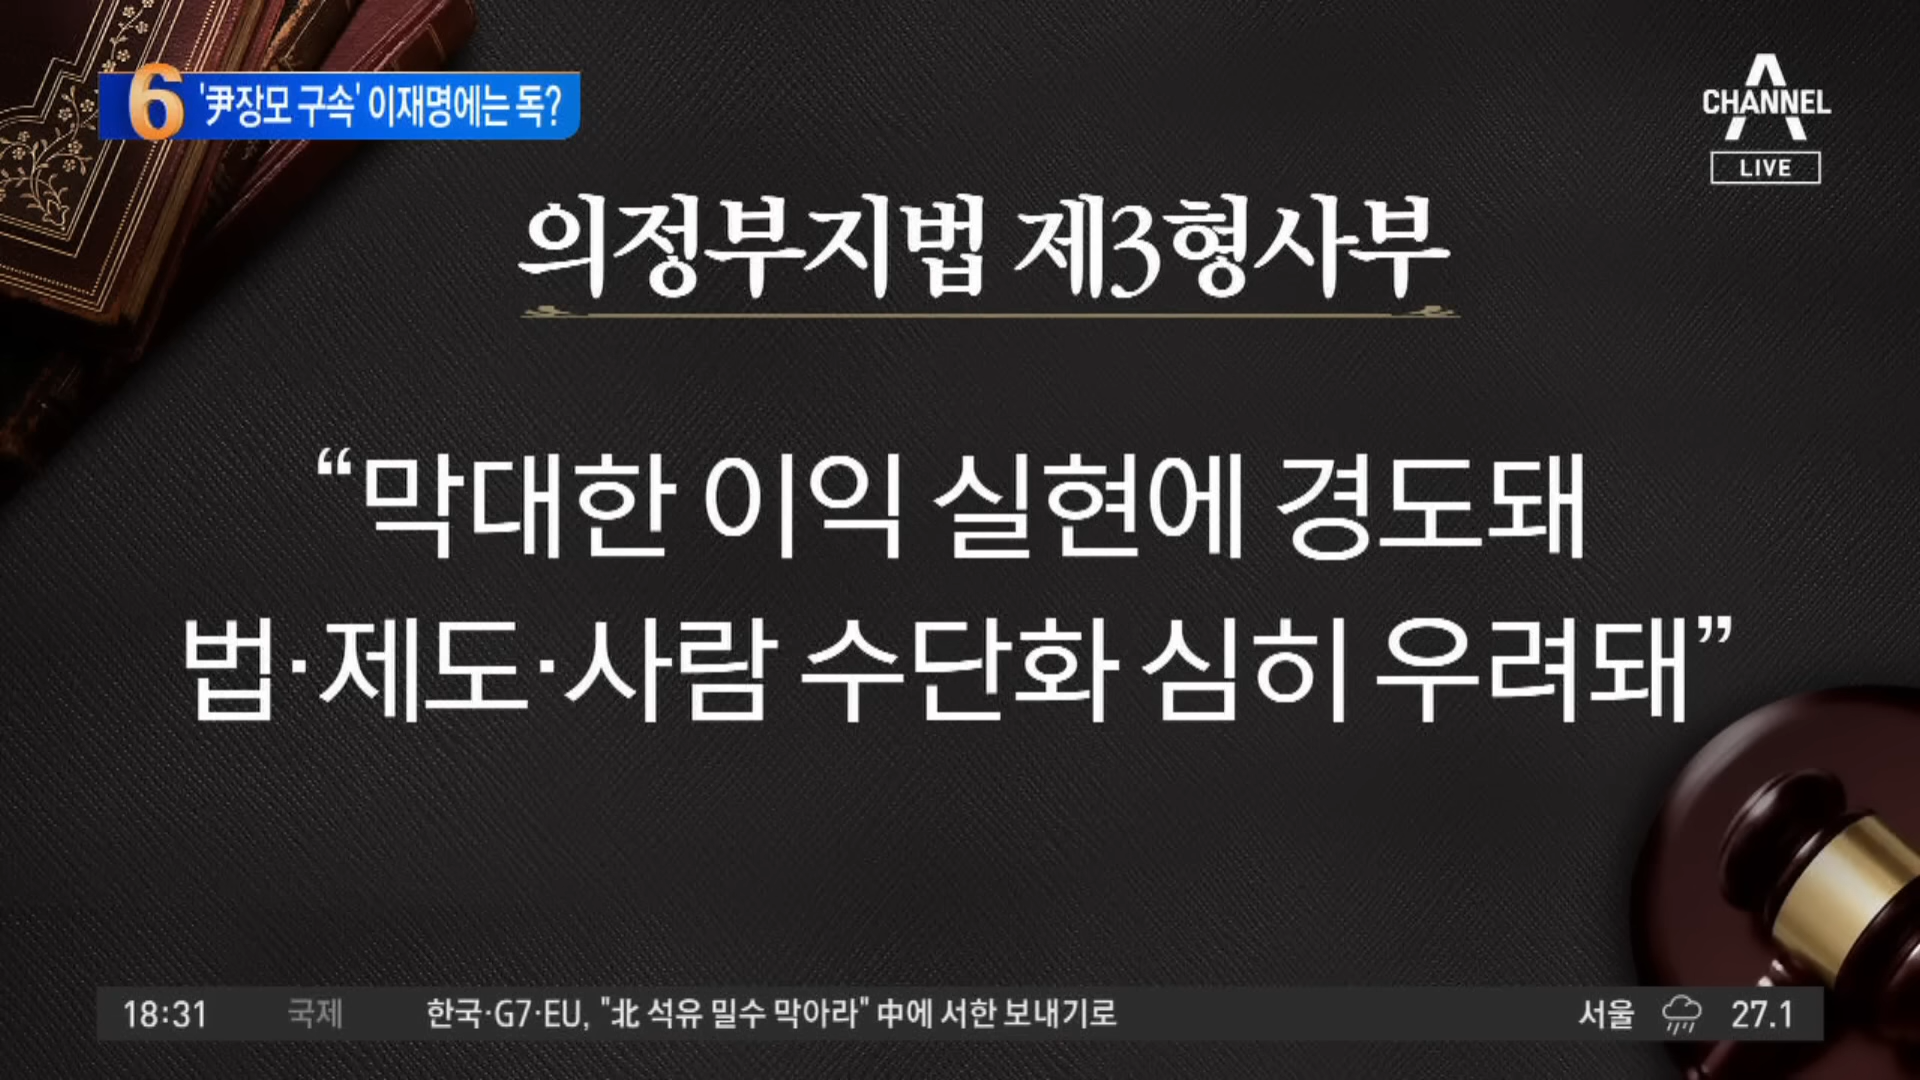 6 '尹장모 구속' 이재명에는 독?
CHANNEL A
LIVE
의정부지법 제3형사부
“막대한 이익 실현에 경도돼
법·제도·사람 수단화 심히 우려돼”
18:31 국제 한국·G7·EU, "北 석유 밀수 막아라" 中에 서한 보내기로 서울 27.1